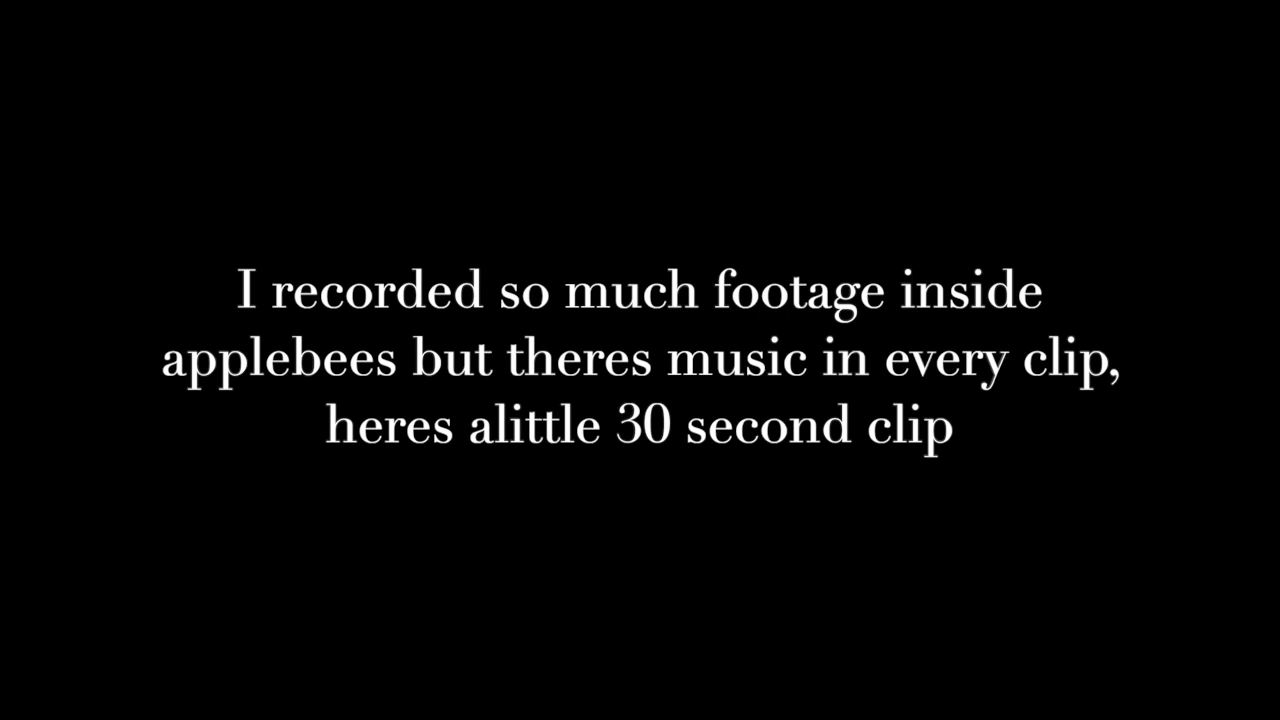 I recorded so much footage inside
applebees but theres music in every clip,
heres alittle 30 second clip